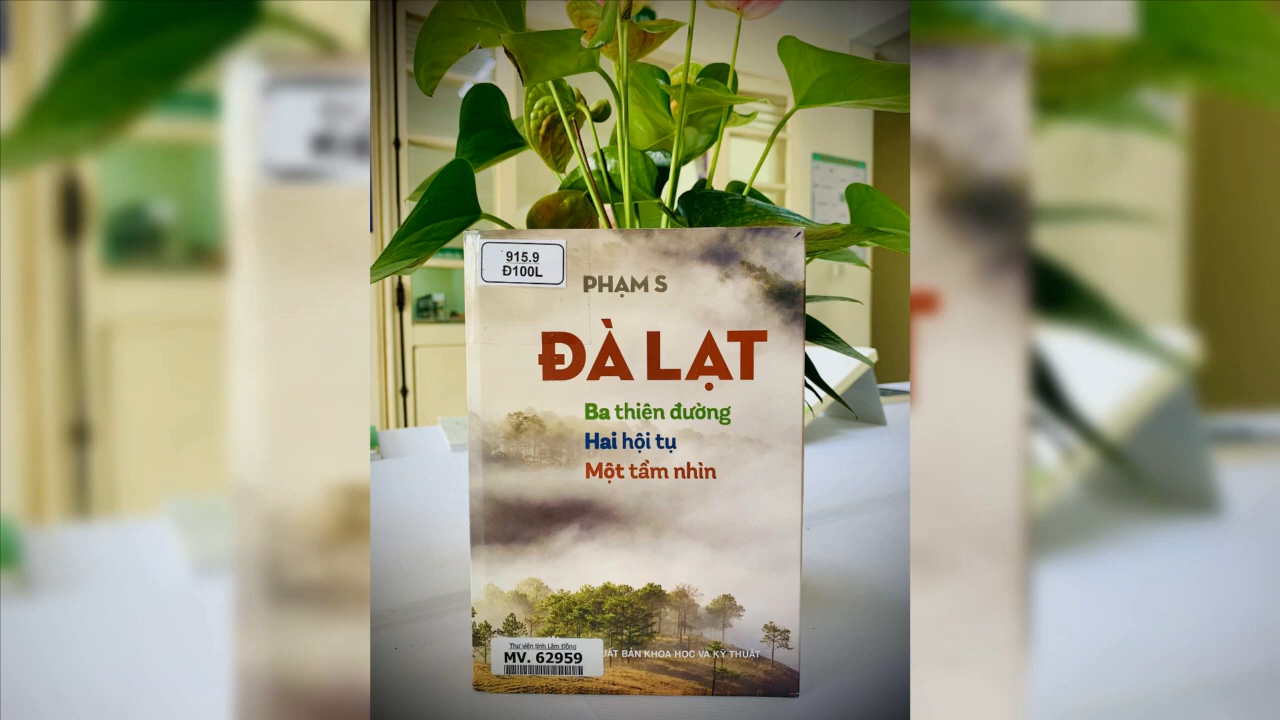 915.9
Đ100L
PHẠM S
ĐÀ LẠT
Ba thiên đường
Hai hội tụ
Một tầm nhìn
Thư viện tỉnh Lâm Đồng
MV. 62959
XUẤT BẢN KHOA HỌC VÀ KỸ THUẬT